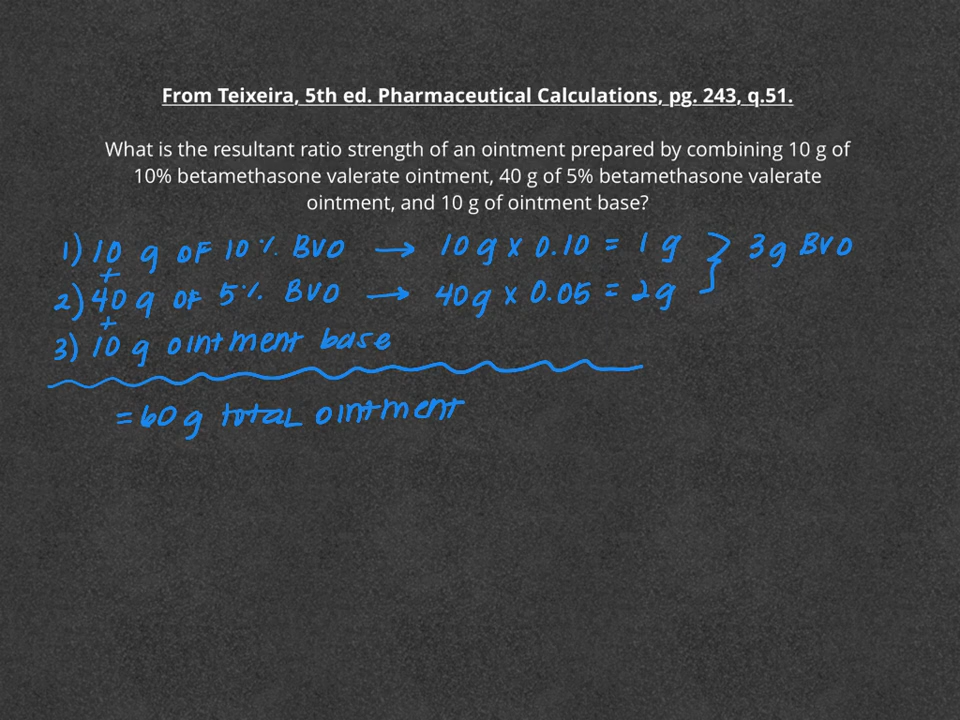 From Teixeira, 5th ed. Pharmaceutical Calculations, pg. 243, q.51.
What is the resultant ratio strength of an ointment prepared by combining 10 g of
10% betamethasone valerate ointment, 40 g of 5% betamethasone valerate
ointment, and 10 g of ointment base?
1) 10 g OF 10% BVO → 10g x 0.10 = 1 g } 3g BVO
+
2) 40 g OF 5% BVO → 40g x 0.05 = 2g
+
3) 10 g ointment base
= 60 g total ointment